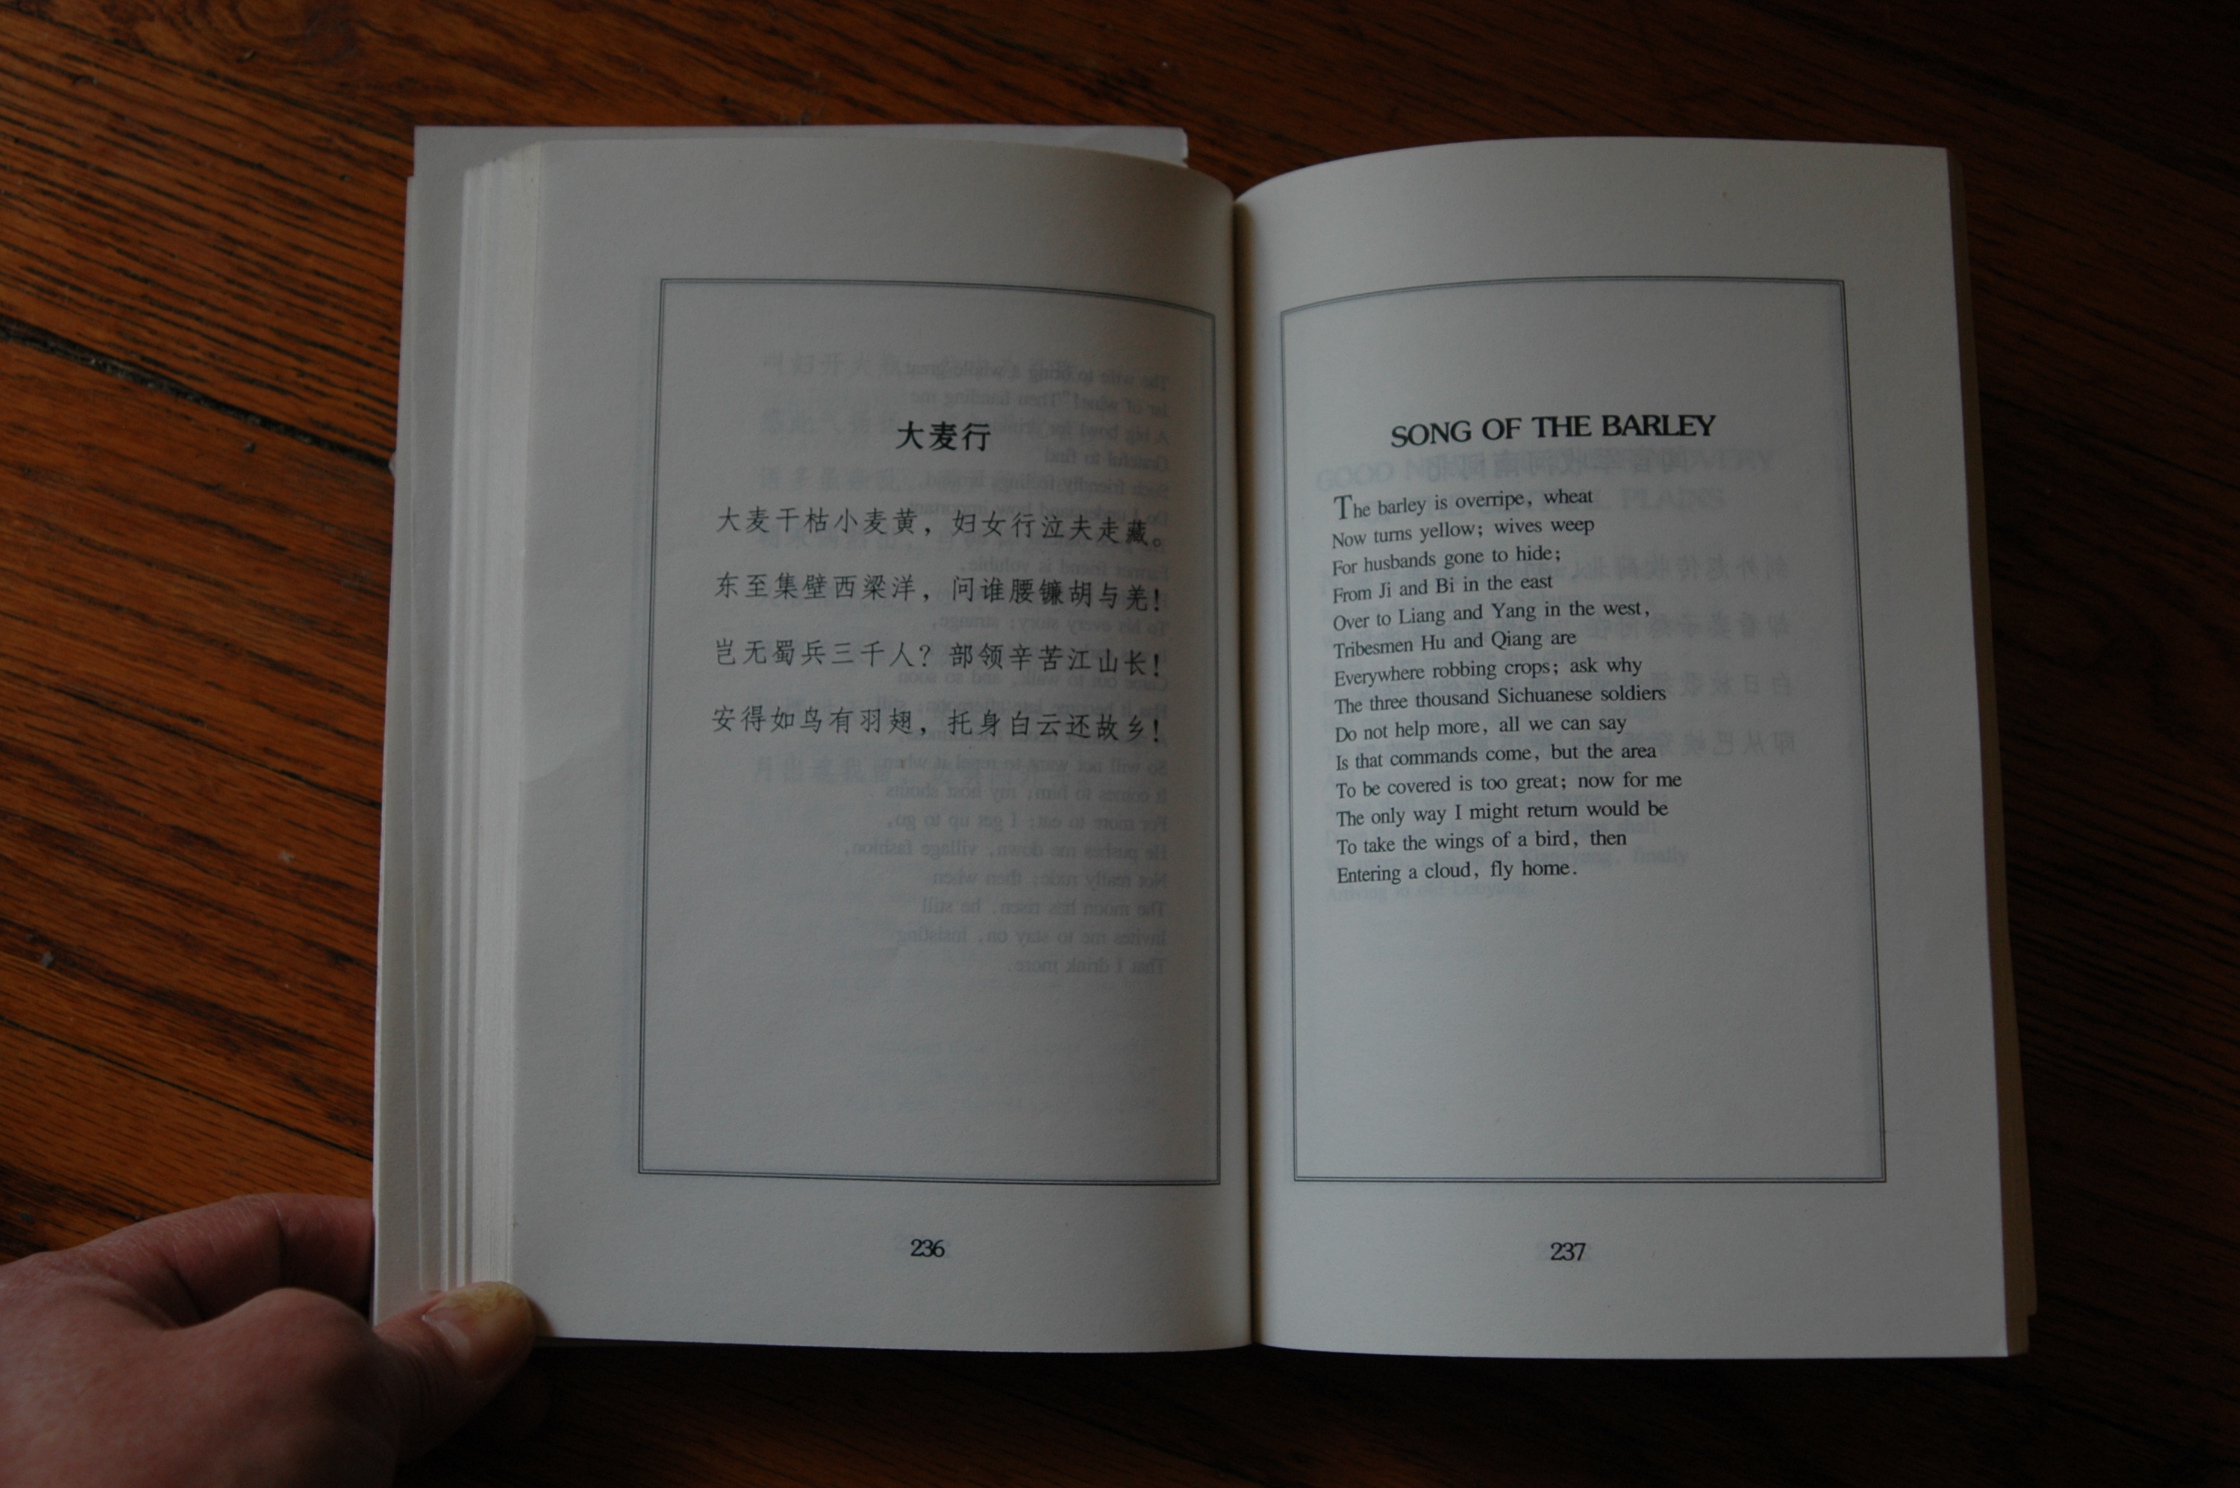 大麦行
大麦干枯小麦黄，妇女行泣夫走藏。
东至集壁西梁洋，问谁腰镰胡与羌！
岂无蜀兵三千人？部领辛苦江山长！
安得如鸟有羽翅，托身白云还故乡！
236
SONG OF THE BARLEY
The barley is overripe, wheat
Now turns yellow; wives weep
For husbands gone to hide;
From Ji and Bi in the east
Over to Liang and Yang in the west,
Tribesmen Hu and Qiang are
Everywhere robbing crops; ask why
The three thousand Sichuanese soldiers
Do not help more, all we can say
Is that commands come, but the area
To be covered is too great; now for me
The only way I might return would be
To take the wings of a bird, then
Entering a cloud, fly home.
237